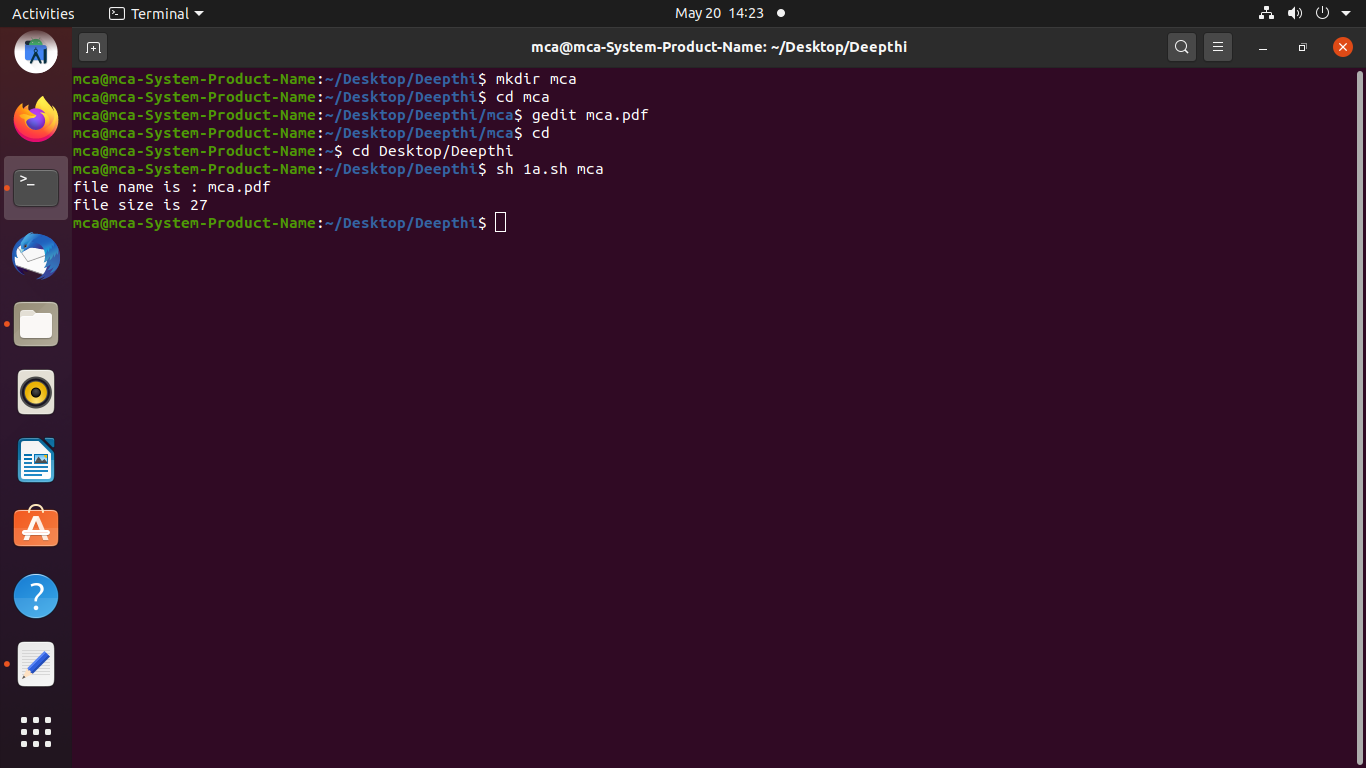 Activities
Terminal
May 20 14:23
mca@mca-System-Product-Name: ~/Desktop/Deepthi
mca@mca-System-Product-Name:~/Desktop/Deepthi$ mkdir mca
mca@mca-System-Product-Name:~/Desktop/Deepthi$ cd mca
mca@mca-System-Product-Name:~/Desktop/Deepthi/mca$ gedit mca.pdf
mca@mca-System-Product-Name:~/Desktop/Deepthi/mca$ cd
mca@mca-System-Product-Name:~$ cd Desktop/Deepthi
mca@mca-System-Product-Name:~/Desktop/Deepthi$ sh 1a.sh mca
file name is : mca.pdf
file size is 27
mca@mca-System-Product-Name:~/Desktop/Deepthi$